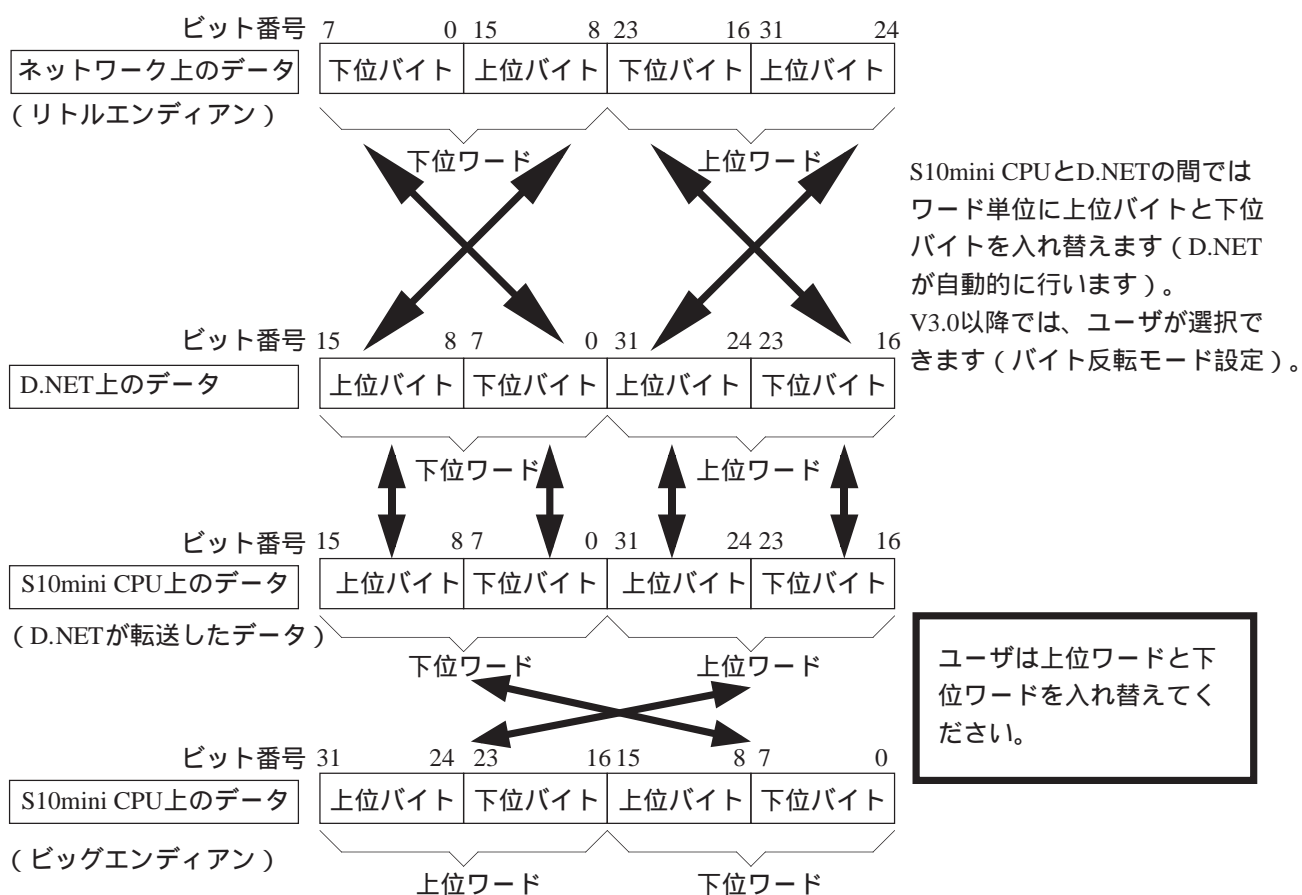 ビット番号 7 0 15 8 23 16 31 24
ネットワーク上のデータ 下位バイト 上位バイト 下位バイト 上位バイト
（リトルエンディアン）
下位ワード 上位ワード
S10mini CPUとD.NETの間では
ワード単位に上位バイトと下位
バイトを入れ替えます（D.NET
が自動的に行います）。
V3.0以降では、ユーザが選択で
きます（バイト反転モード設定）。
ビット番号 15 8 7 0 31 24 23 16
D.NET上のデータ 上位バイト 下位バイト 上位バイト 下位バイト
下位ワード 上位ワード
ビット番号 15 8 7 0 31 24 23 16
S10mini CPU上のデータ 上位バイト 下位バイト 上位バイト 下位バイト
（D.NETが転送したデータ）
下位ワード 上位ワード
ユーザは上位ワードと下
位ワードを入れ替えてく
ださい。
ビット番号 31 24 23 16 15 8 7 0
S10mini CPU上のデータ 上位バイト 下位バイト 上位バイト 下位バイト
（ビッグエンディアン）
上位ワード 下位ワード